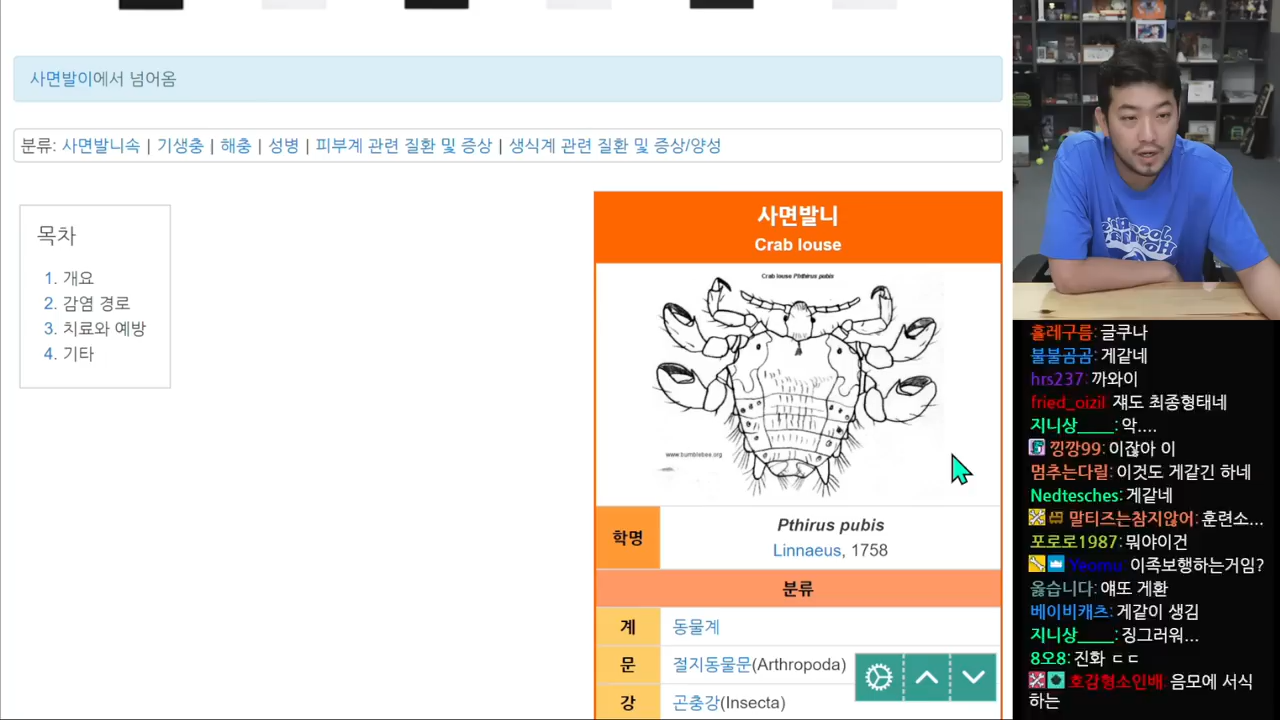 사면발이에서 넘어옴
분류: 사면발니속 | 기생충 | 해충 | 성병 | 피부계 관련 질환 및 증상 | 생식계 관련 질환 및 증상/양성
목차
1. 개요
2. 감염 경로
3. 치료와 예방
4. 기타
사면발니
Crab louse
Crab louse Pthirus pubis
www.bumblebee.org
학명
Pthirus pubis
Linnaeus, 1758
분류
계 동물계
문 절지동물문(Arthropoda)
강 곤충강(Insecta)
홀레구름: 글쿠나
불불곰곰: 게같네
hrs237: 까와이
fried_oizil: 쟤도 최종형태네
지니상____: 악....
낑깡99: 이잖아 이
멈추는다릴: 이것도 게같긴 하네
Nedtesches: 게같네
말티즈는참지않어: 훈련소...
포로로1987: 뭐야이건
Yeomu: 이족보행하는거임?
옳습니다: 얘또 게환
베이비캐츠: 게같이 생김
지니상____: 징그러워...
8오8: 진화 ㄷㄷ
호감형소인배: 음모에 서식
하는